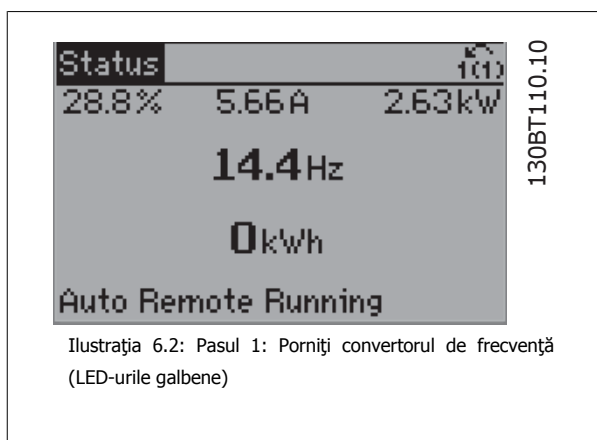 Status 1(1)
28.8% 5.66A 2.63kW
14.4Hz
0kWh
Auto Remote Running
130BT110.10
Ilustraţia 6.2: Pasul 1: Porniţi convertorul de frecvenţă
(LED-urile galbene)